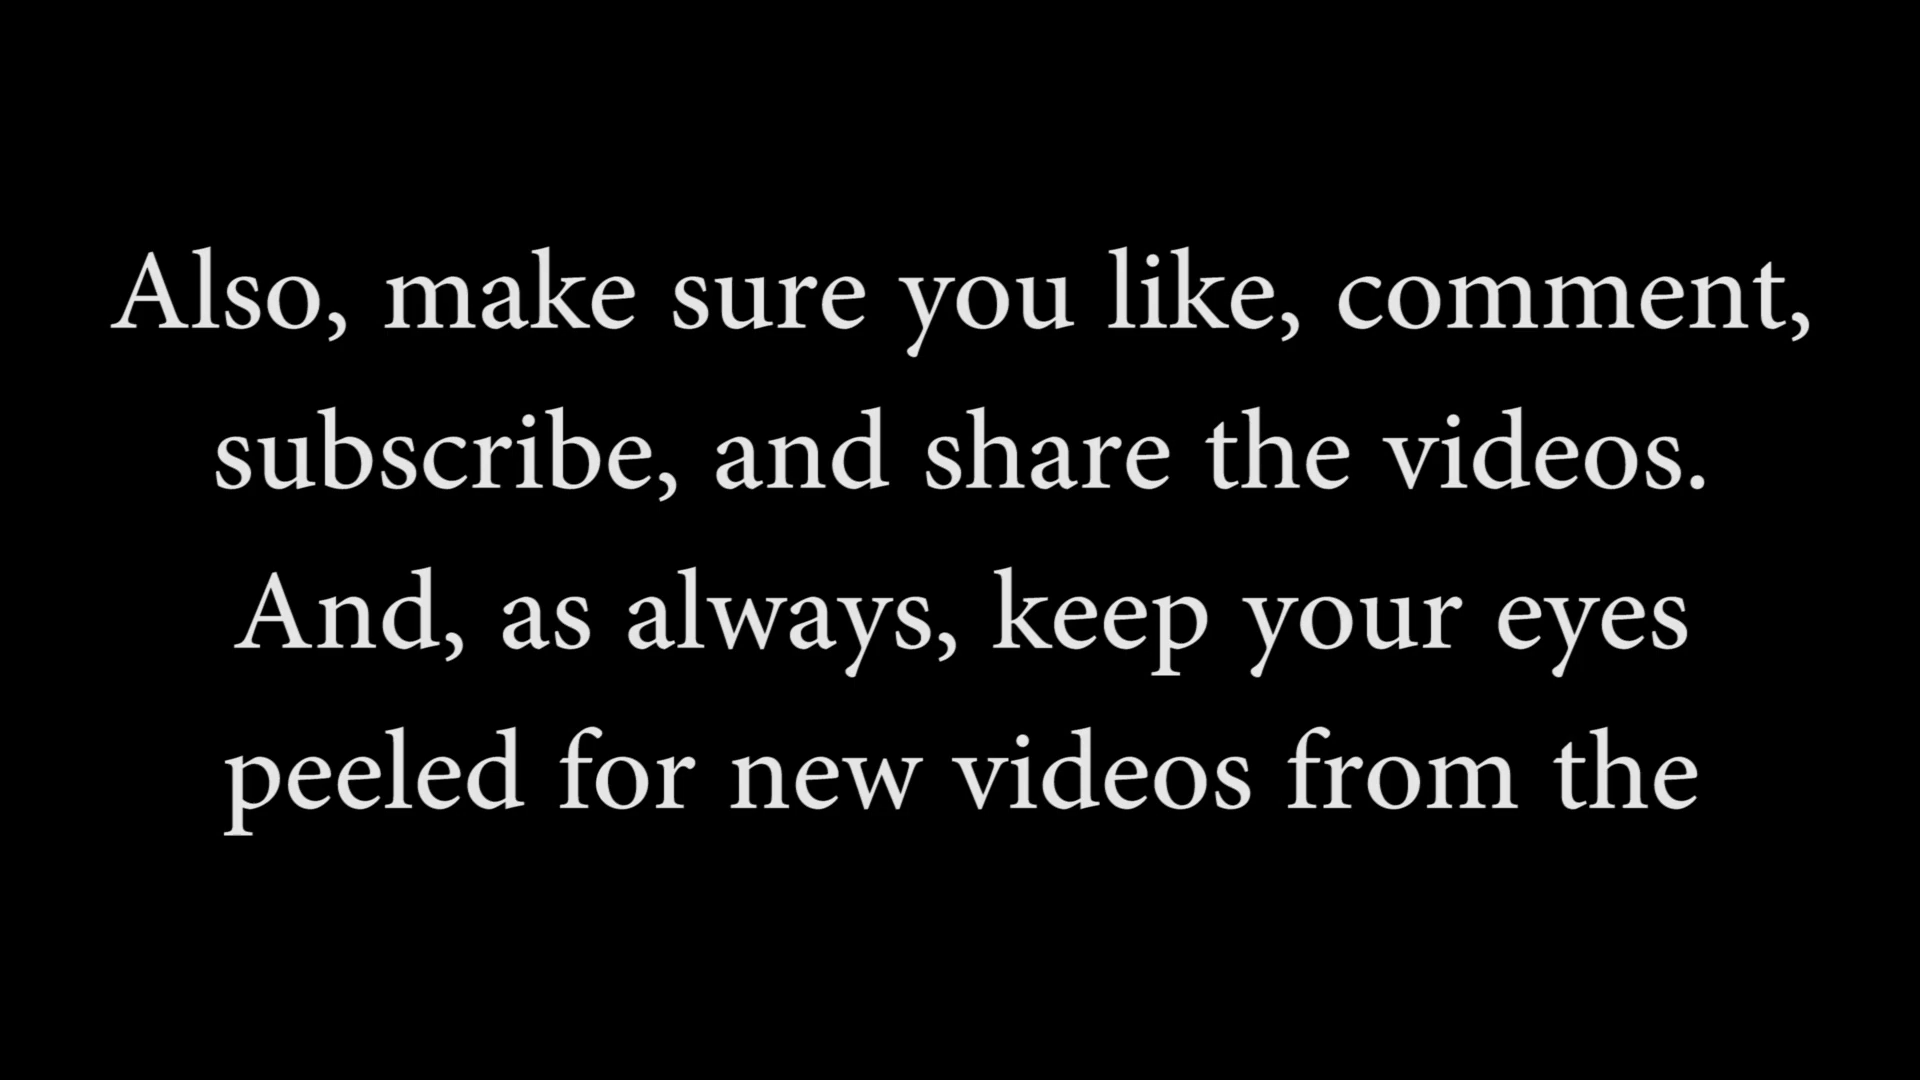 Also, make sure you like, comment,
subscribe, and share the videos.
And, as always, keep your eyes
peeled for new videos from the